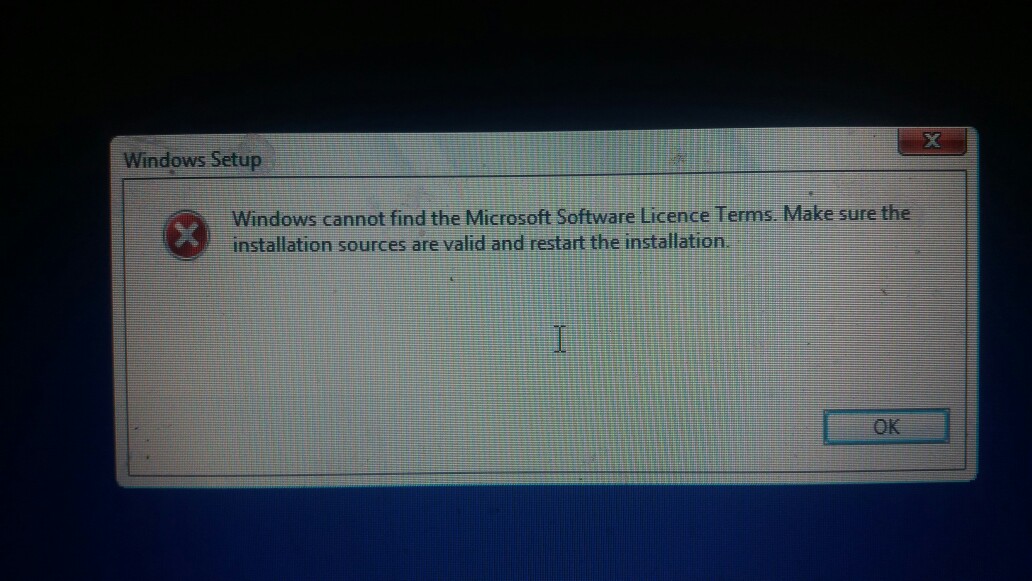 Windows Setup
Windows cannot find the Microsoft Software Licence Terms. Make sure the
installation sources are valid and restart the installation.
OK